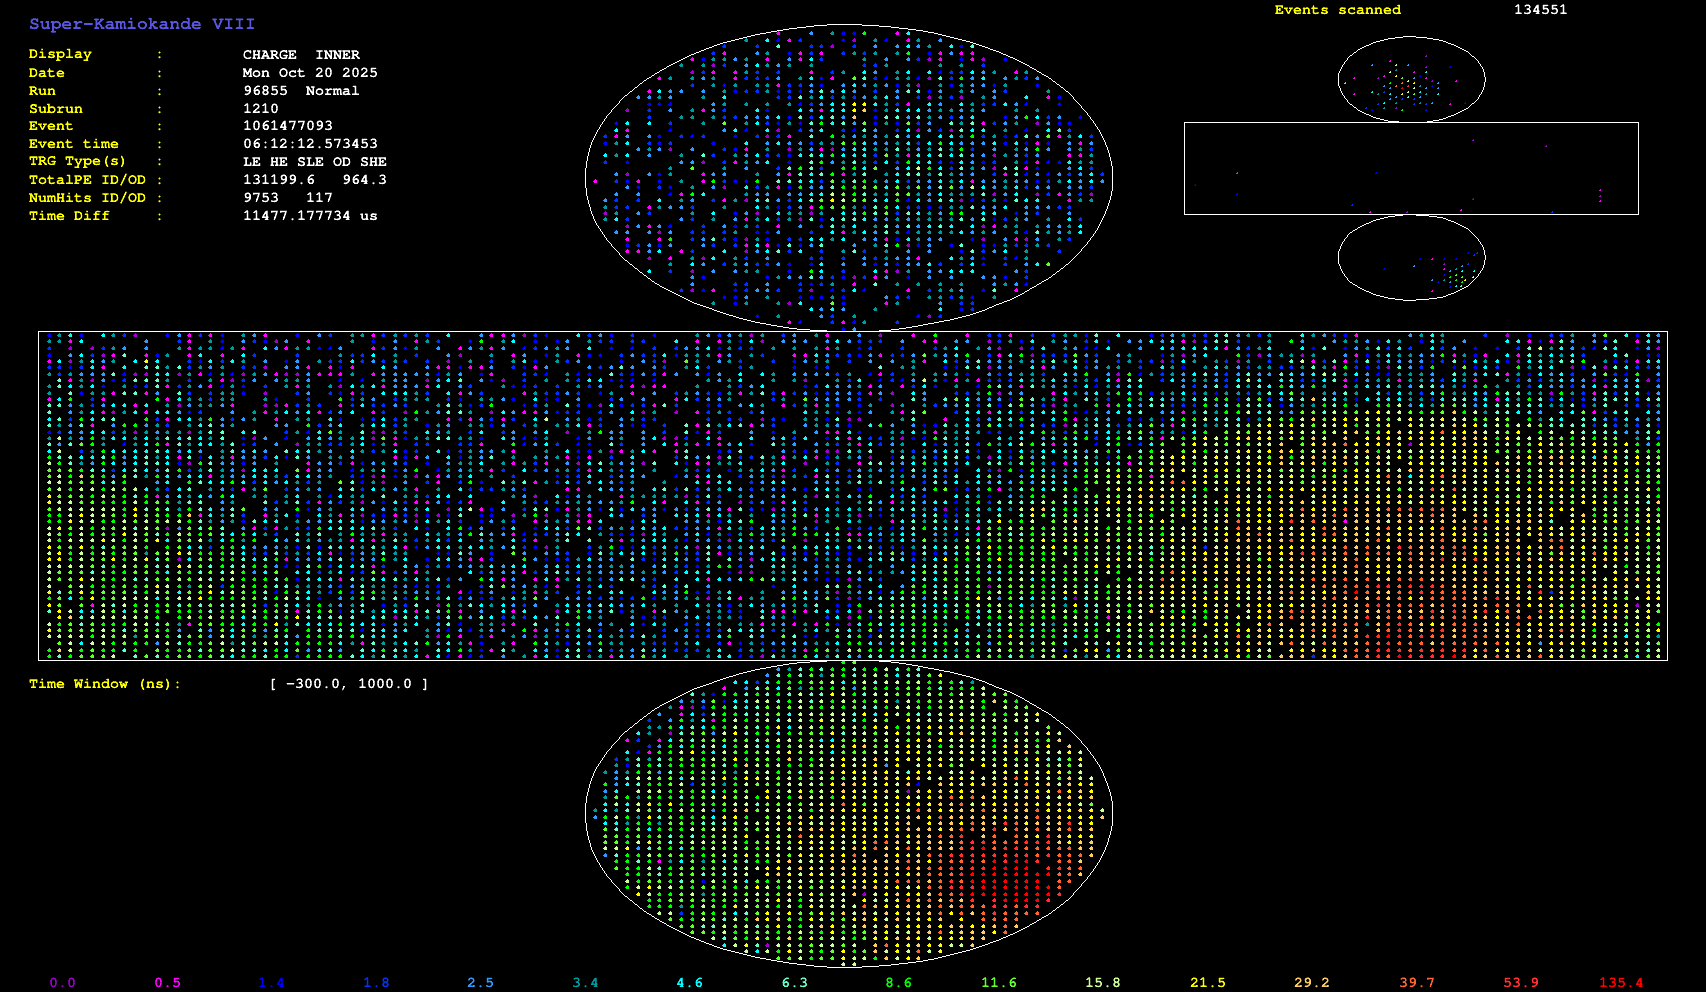 Super-Kamiokande VIII
Events scanned 134551
Display : CHARGE INNER
Date : Mon Oct 20 2025
Run : 96855 Normal
Subrun : 1210
Event : 1061477093
Event time : 06:12:12.573453
TRG Type(s) : LE HE SLE OD SHE
TotalPE ID/OD : 131199.6 964.3
NumHits ID/OD : 9753 117
Time Diff : 11477.177734 us
Time Window (ns): [ -300.0, 1000.0 ]
0.0 0.5 1.4 1.8 2.5 3.4 4.6 6.3 8.6 11.6 15.8 21.5 29.2 39.7 53.9 135.4